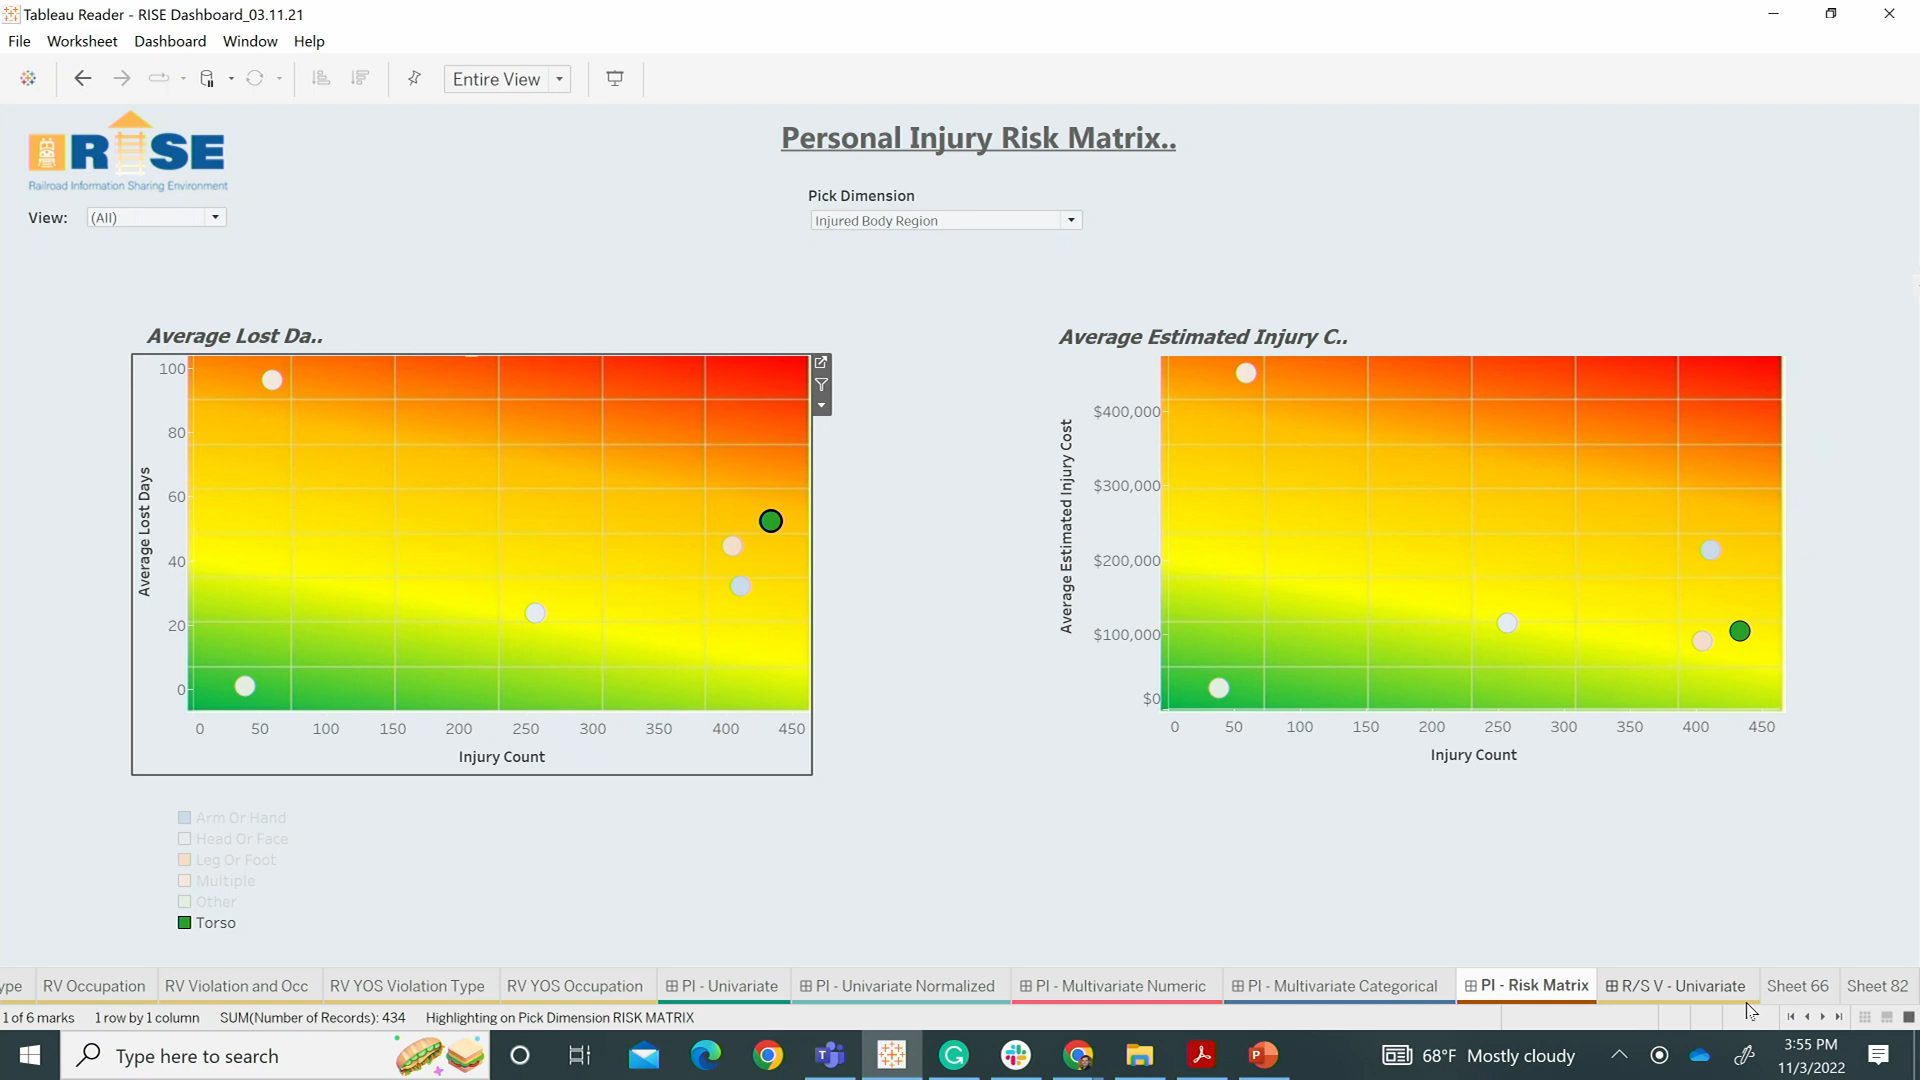 Tableau Reader - RISE Dashboard_03.11.21
File Worksheet Dashboard Window Help
Entire View
RISE
Railroad Information Sharing Environment
Personal Injury Risk Matrix..
View: (All)
Pick Dimension
Injured Body Region
Average Lost Da..
100
80
60
40
20
0
Average Lost Days
0 50 100 150 200 250 300 350 400 450
Injury Count
Average Estimated Injury C..
$400,000
$300,000
$200,000
$100,000
$0
Average Estimated Injury Cost
0 50 100 150 200 250 300 350 400 450
Injury Count
Arm Or Hand
Head Or Face
Leg Or Foot
Multiple
Other
Torso
ype RV Occupation RV Violation and Occ RV YOS Violation Type RV YOS Occupation PI - Univariate PI - Univariate Normalized PI - Multivariate Numeric PI - Multivariate Categorical PI - Risk Matrix R/S V - Univariate Sheet 66 Sheet 82
1 of 6 marks 1 row by 1 column SUM(Number of Records): 434 Highlighting on Pick Dimension RISK MATRIX
Type here to search
68°F Mostly cloudy
3:55 PM
11/3/2022